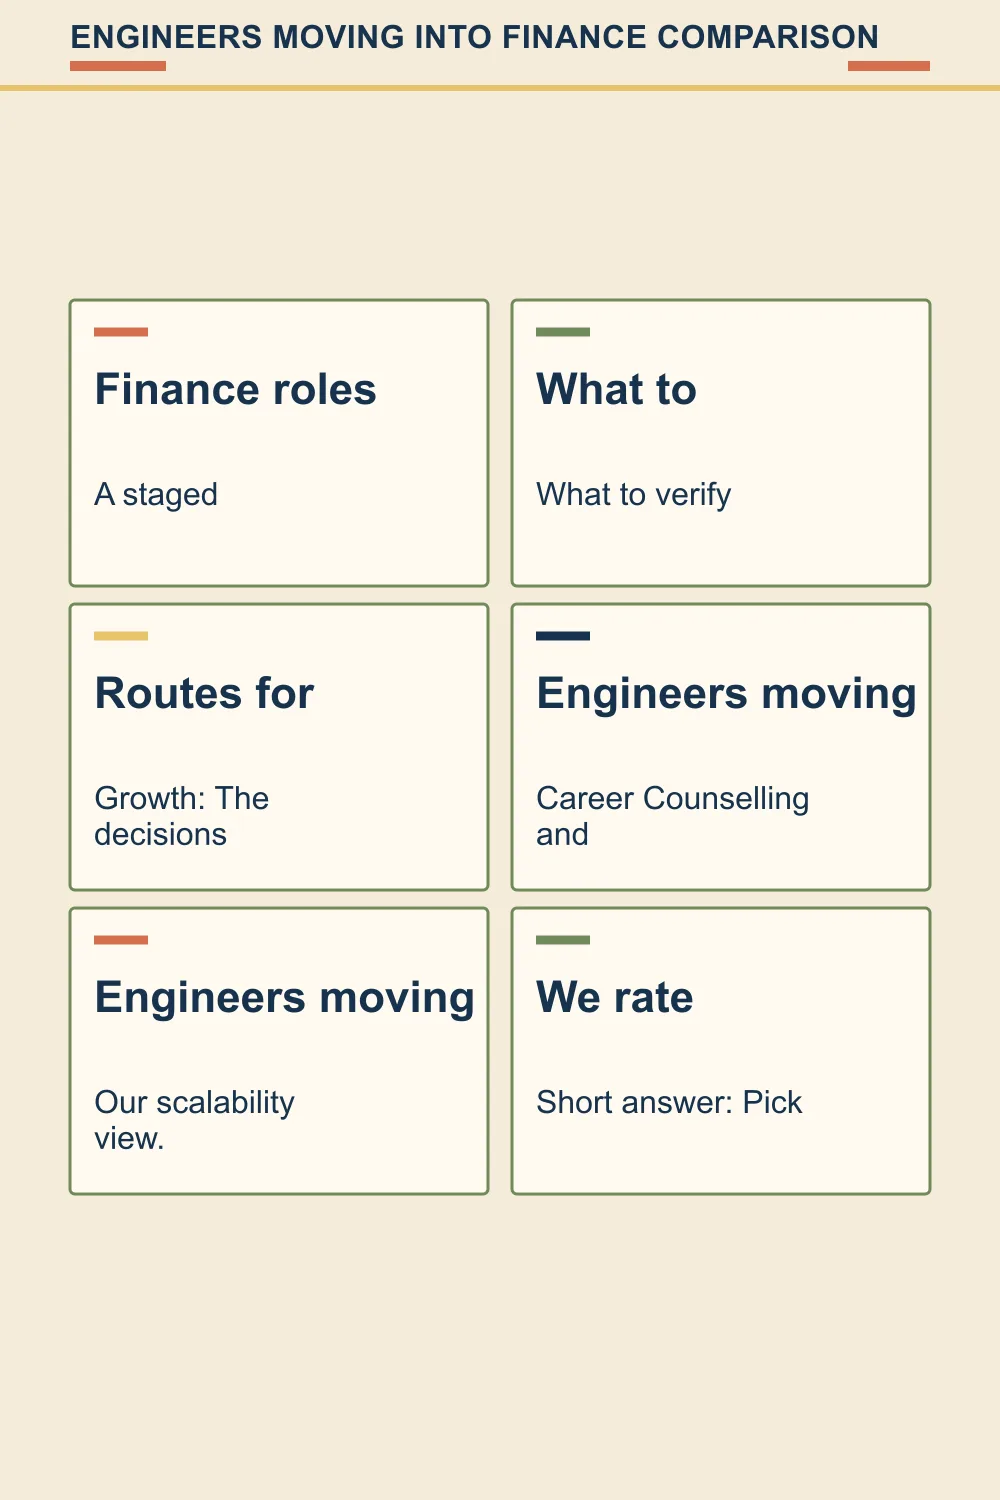 ENGINEERS MOVING INTO FINANCE COMPARISON
Finance roles
A staged
What to
What to verify
Routes for
Growth: The
decisions
Engineers moving
Career Counselling
and
Engineers moving
Our scalability
view.
We rate
Short answer: Pick